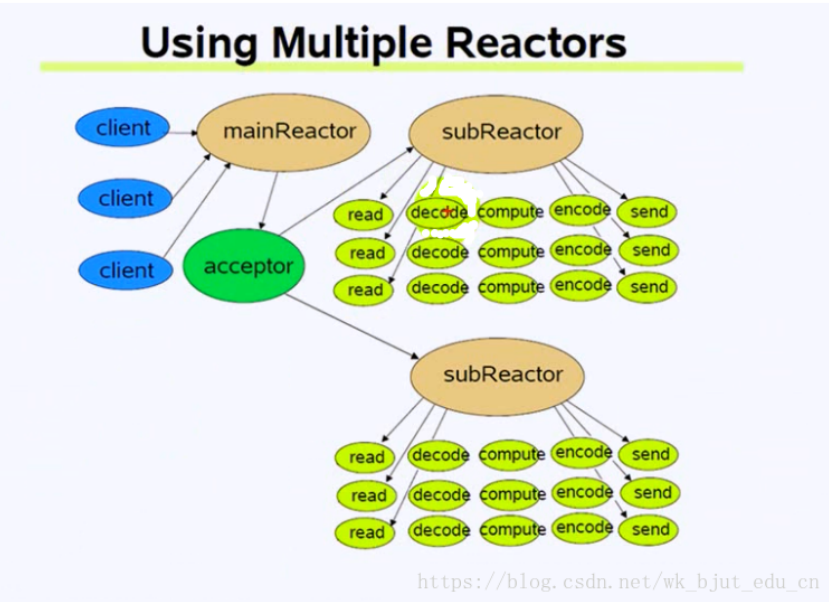 Using Multiple Reactors
client
mainReactor
subReactor
client
client
acceptor
read decode compute encode send
read decode compute encode send
read decode compute encode send
subReactor
read decode compute encode send
read decode compute encode send
read decode compute encode send
https://blog.csdn.net/wk_bjut_edu_cn